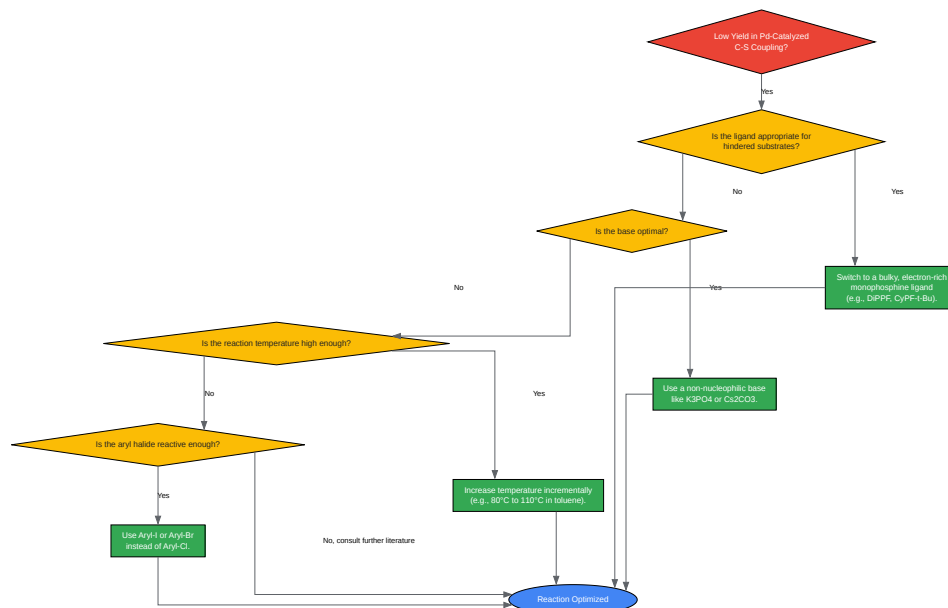 Low Yield in Pd-Catalyzed
C-S Coupling?
Yes
Is the ligand appropriate for
hindered substrates?
No
Yes
Is the base optimal?
Switch to a bulky, electron-rich
monophosphine ligand
(e.g., DiPPF, CyPF-t-Bu).
No
Yes
Is the reaction temperature high enough?
Use a non-nucleophilic base
like K3PO4 or Cs2CO3.
No
Yes
Is the aryl halide reactive enough?
Yes
Increase temperature incrementally
(e.g., 80°C to 110°C in toluene).
Use Aryl-I or Aryl-Br
instead of Aryl-Cl.
No, consult further literature
Reaction Optimized